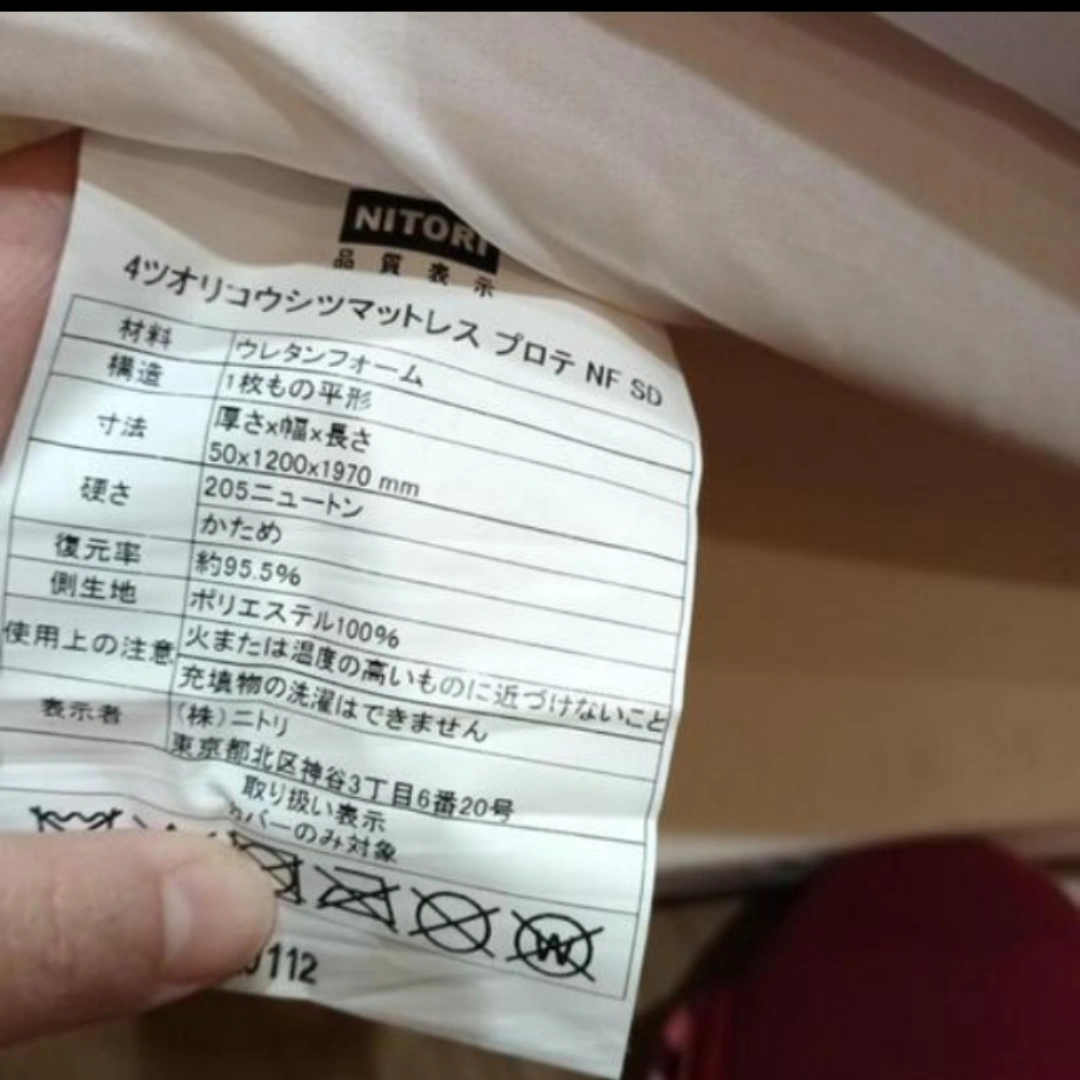 NITORI
品質表示
4ツオリコウシツマットレス プロテ NF SD
材料 ウレタンフォーム
構造 1枚もの平形
寸法 厚さx幅x長さ
50x1200x1970 mm
硬さ 205ニュートン
かため
復元率 約95.5%
側生地 ポリエステル100%
使用上の注意 火または温度の高いものに近づけないこと
充填物の洗濯はできません
表示者 (株)ニトリ
東京都北区神谷3丁目6番20号
取り扱い表示
カバーのみ対象
W
112